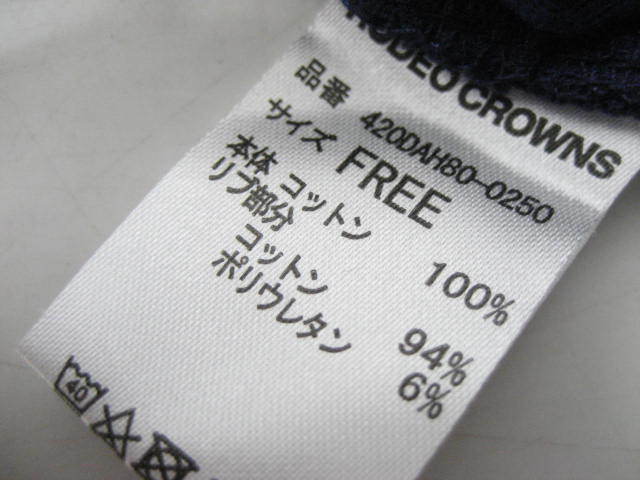 RODEO CROWNS
品番 420DAH80-0250
サイズ FREE
本体 コットン 100%
リブ部分
コットン 94%
ポリウレタン 6%
40